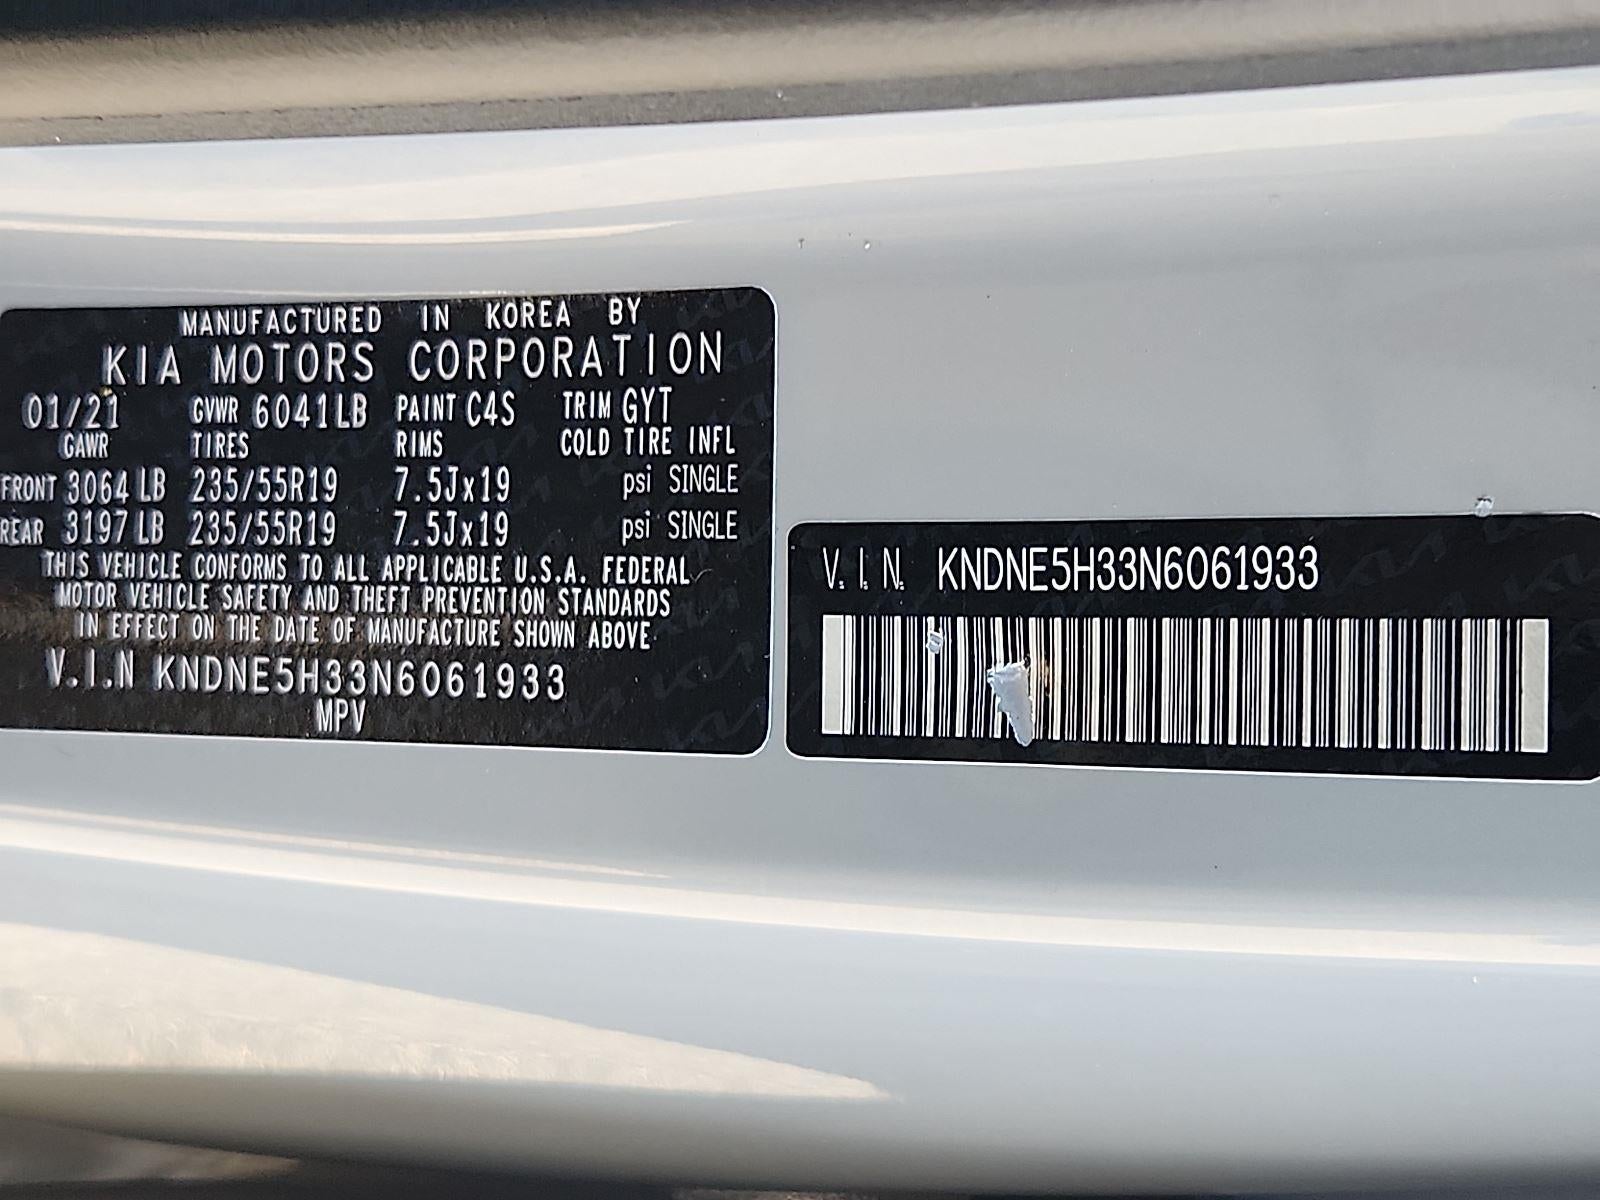 MANUFACTURED IN KOREA BY
KIA MOTORS CORPORATION
01/21 GVWR 6041LB PAINT C4S TRIM GYT
GAWR TIRES RIMS COLD TIRE INFL
FRONT 3064 LB 235/55R19 7.5Jx19 psi SINGLE
REAR 3197 LB 235/55R19 7.5Jx19 psi SINGLE
THIS VEHICLE CONFORMS TO ALL APPLICABLE U.S.A. FEDERAL
MOTOR VEHICLE SAFETY AND THEFT PREVENTION STANDARDS
IN EFFECT ON THE DATE OF MANUFACTURE SHOWN ABOVE
V.I.N KNDNE5H33N6061933
MPV
V.I.N. KNDNE5H33N6061933